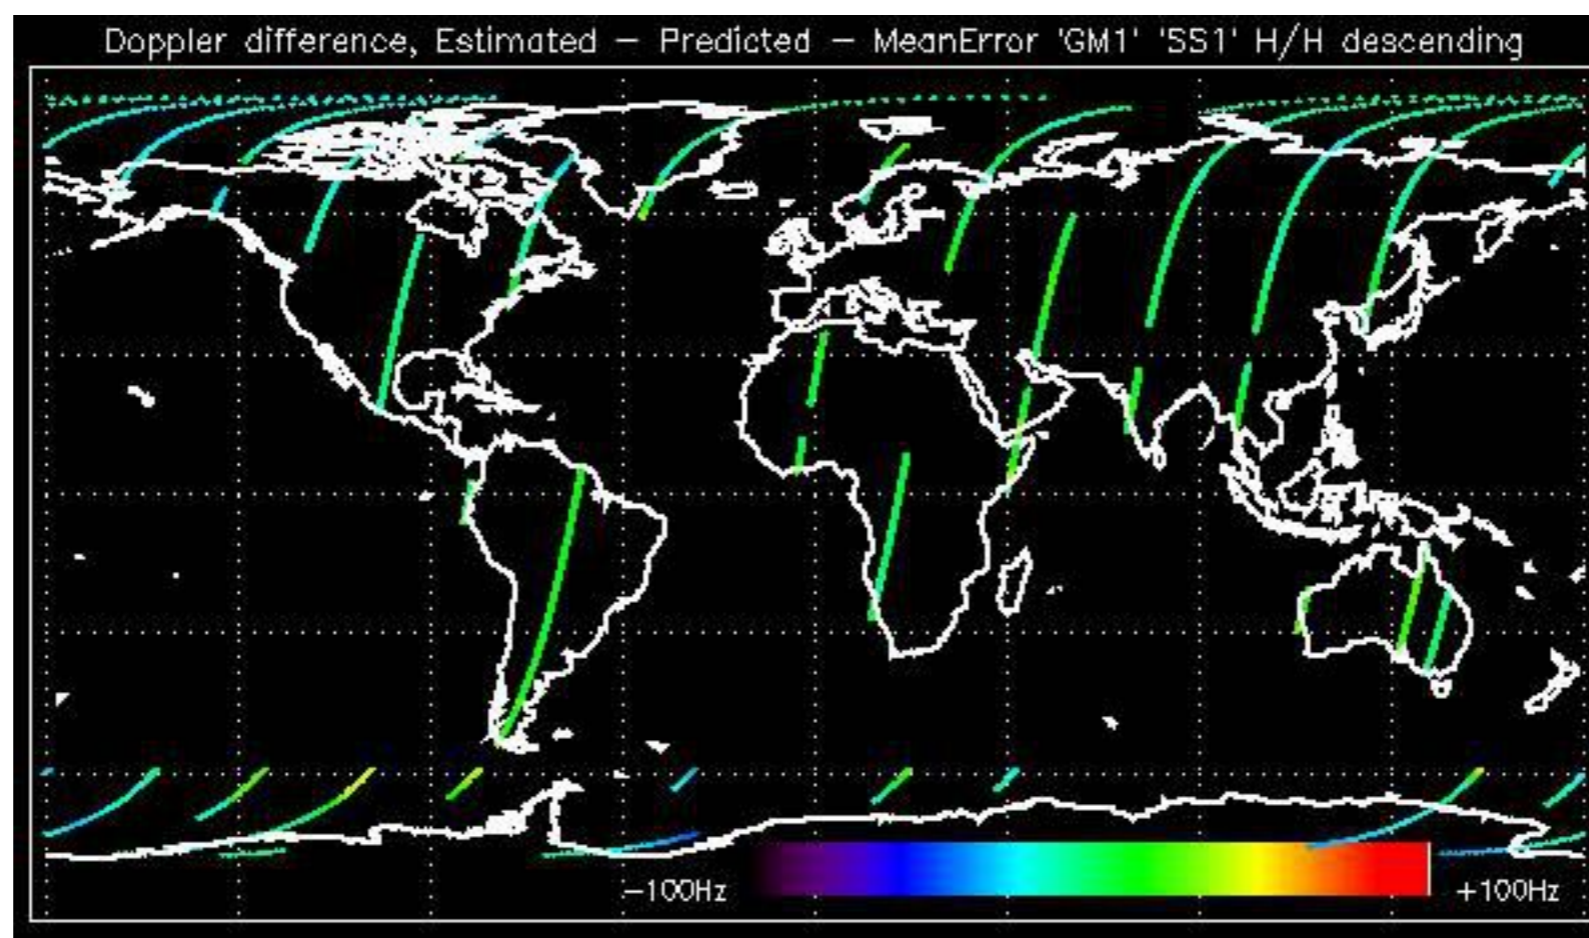 Doppler difference, Estimated – Predicted – MeanError 'GM1' 'SS1' H/H descending
–100Hz
+100Hz